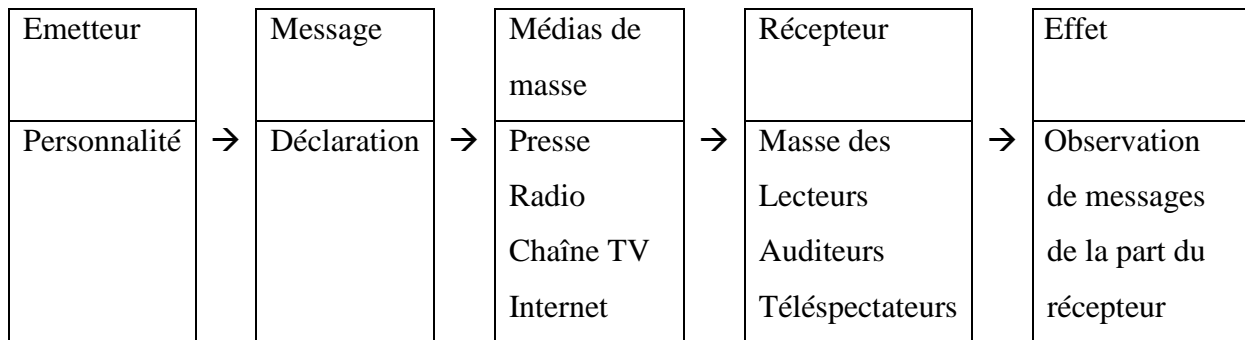 Emetteur
Message
Médias de
masse
Récepteur
Effet
Personnalité → Déclaration → Presse → Masse des → Observation
Radio
Lecteurs
de messages
Chaîne TV
Auditeurs
de la part du
Internet
Téléspectateurs
récepteur